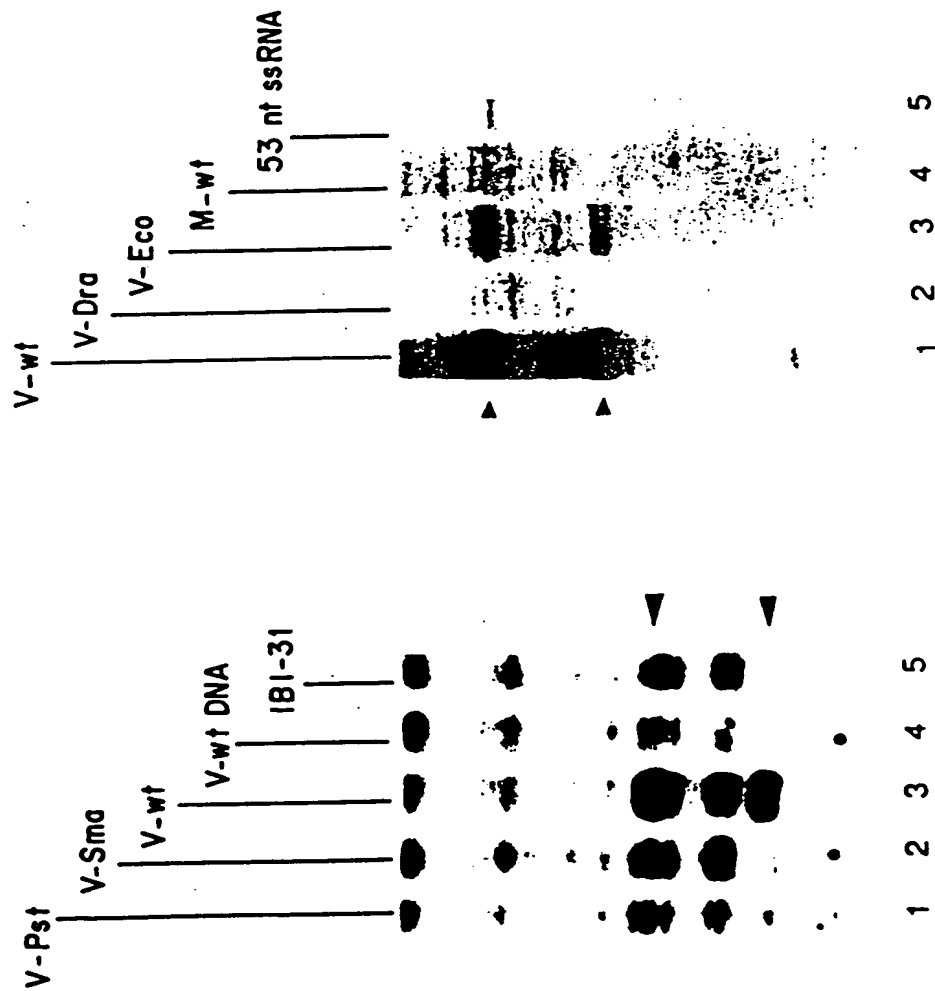 V-wt
V-Dra
V-Eco
M-wt
53 nt ssRNA
1 2 3 4 5
V-Pst
V-Sma
V-wt
V-wt DNA
IBI-31
1 2 3 4 5